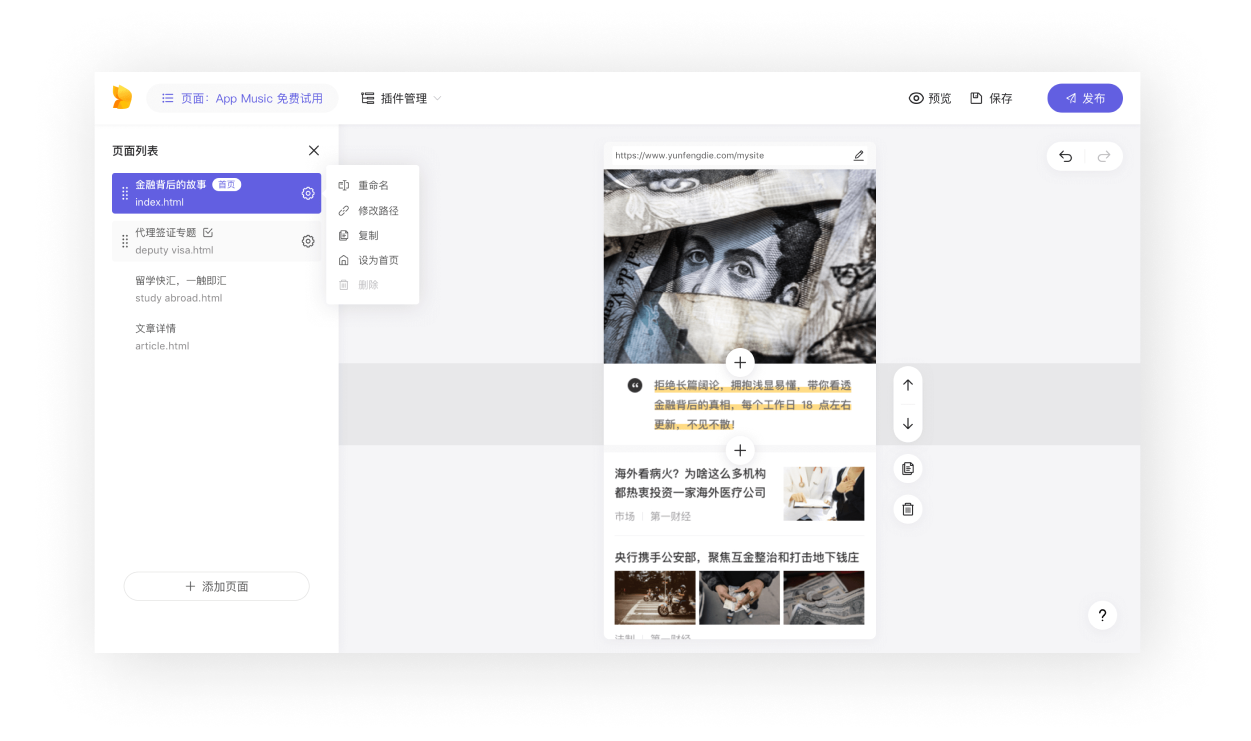 页面：App Music 免费试用
插件管理
预览
保存
发布
页面列表
金融背后的故事 首页
index.html
代理签证专题
deputy visa.html
留学快汇，一触即汇
study abroad.html
文章详情
article.html
添加页面
重命名
修改路径
复制
设为首页
删除
https://www.yunfengdie.com/mysite
tral de Vene
拒绝长篇阔论，拥抱浅显易懂，带你看透
金融背后的真相，每个工作日 18 点左右
更新，不见不散！
海外看病火？为啥这么多机构
都热衷投资一家海外医疗公司
市场 | 第一财经
央行携手公安部，聚焦互金整治和打击地下钱庄
法制 | 第一财经
?